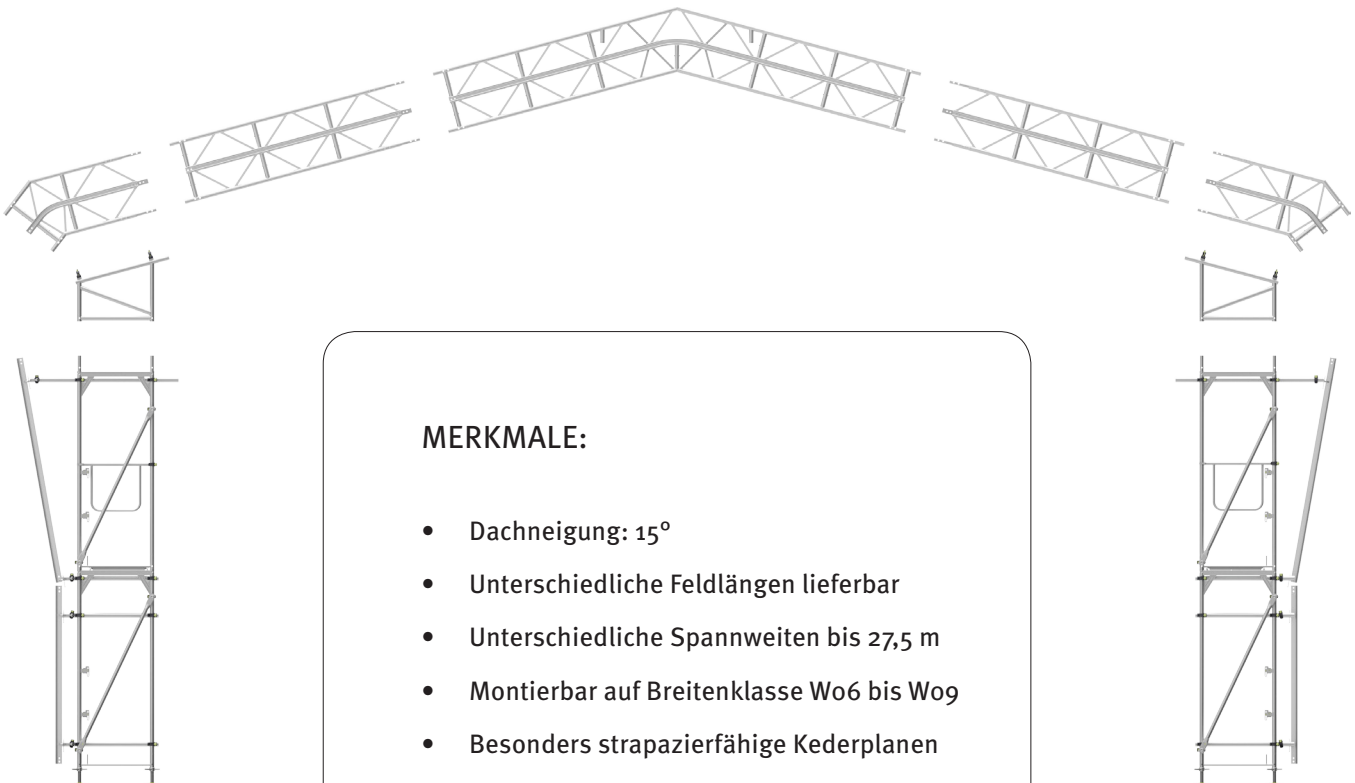 MERKMALE:
• Dachneigung: 15°
• Unterschiedliche Feldlängen lieferbar
• Unterschiedliche Spannweiten bis 27,5 m
• Montierbar auf Breitenklasse W06 bis W09
• Besonders strapazierfähige Kederplanen